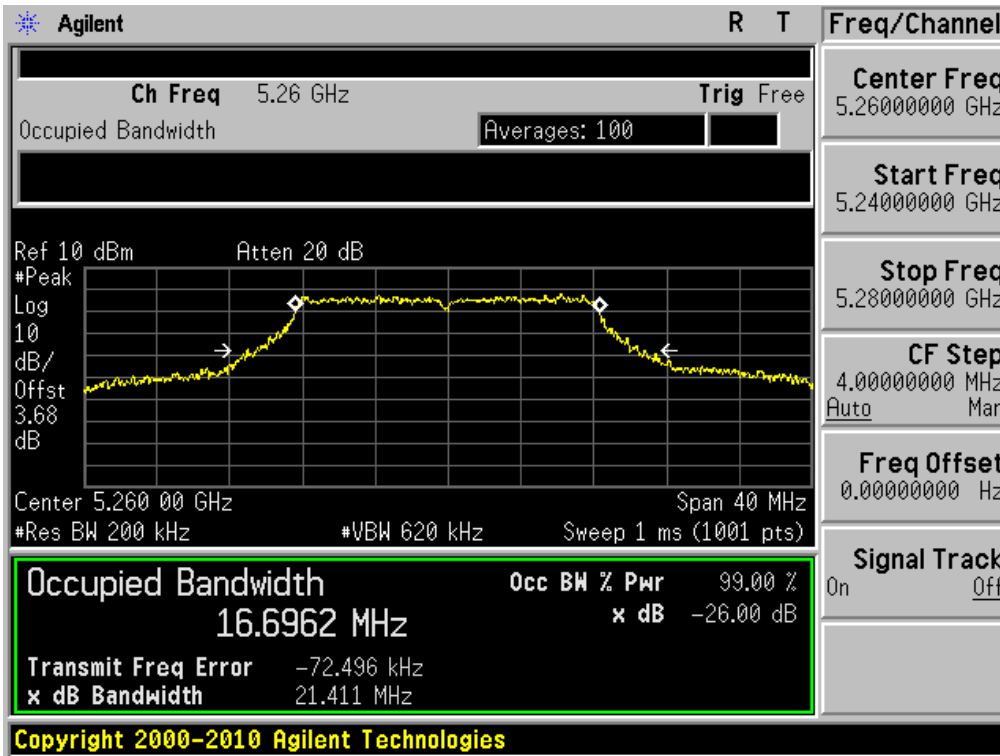 Agilent R T
Freq/Channel
Ch Freq 5.26 GHz Trig Free
Occupied Bandwidth Averages: 100
Center Freq
5.26000000 GHz
Start Freq
5.24000000 GHz
Stop Freq
5.28000000 GHz
CF Step
4.00000000 MHz
Auto Man
Freq Offset
0.00000000 Hz
Signal Track
On Off
Ref 10 dBm Atten 20 dB
#Peak
Log
10
dB/
Offst
3.68
dB
Center 5.260 00 GHz Span 40 MHz
#Res BW 200 kHz #VBW 620 kHz Sweep 1 ms (1001 pts)
Occupied Bandwidth Occ BW % Pwr 99.00 %
16.6962 MHz x dB -26.00 dB
Transmit Freq Error -72.496 kHz
x dB Bandwidth 21.411 MHz
Copyright 2000-2010 Agilent Technologies